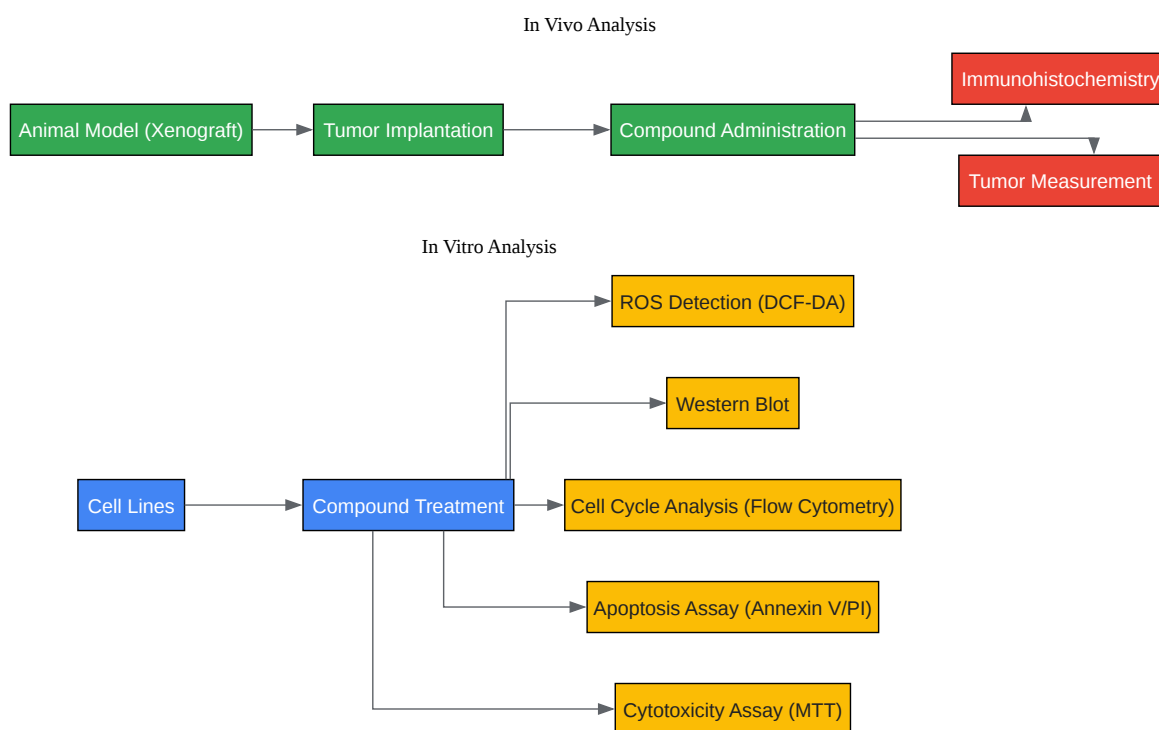 In Vivo Analysis
Immunohistochemistry
Animal Model (Xenograft)
Tumor Implantation
Compound Administration
Tumor Measurement
In Vitro Analysis
ROS Detection (DCF-DA)
Western Blot
Cell Lines
Compound Treatment
Cell Cycle Analysis (Flow Cytometry)
Apoptosis Assay (Annexin V/PI)
Cytotoxicity Assay (MTT)